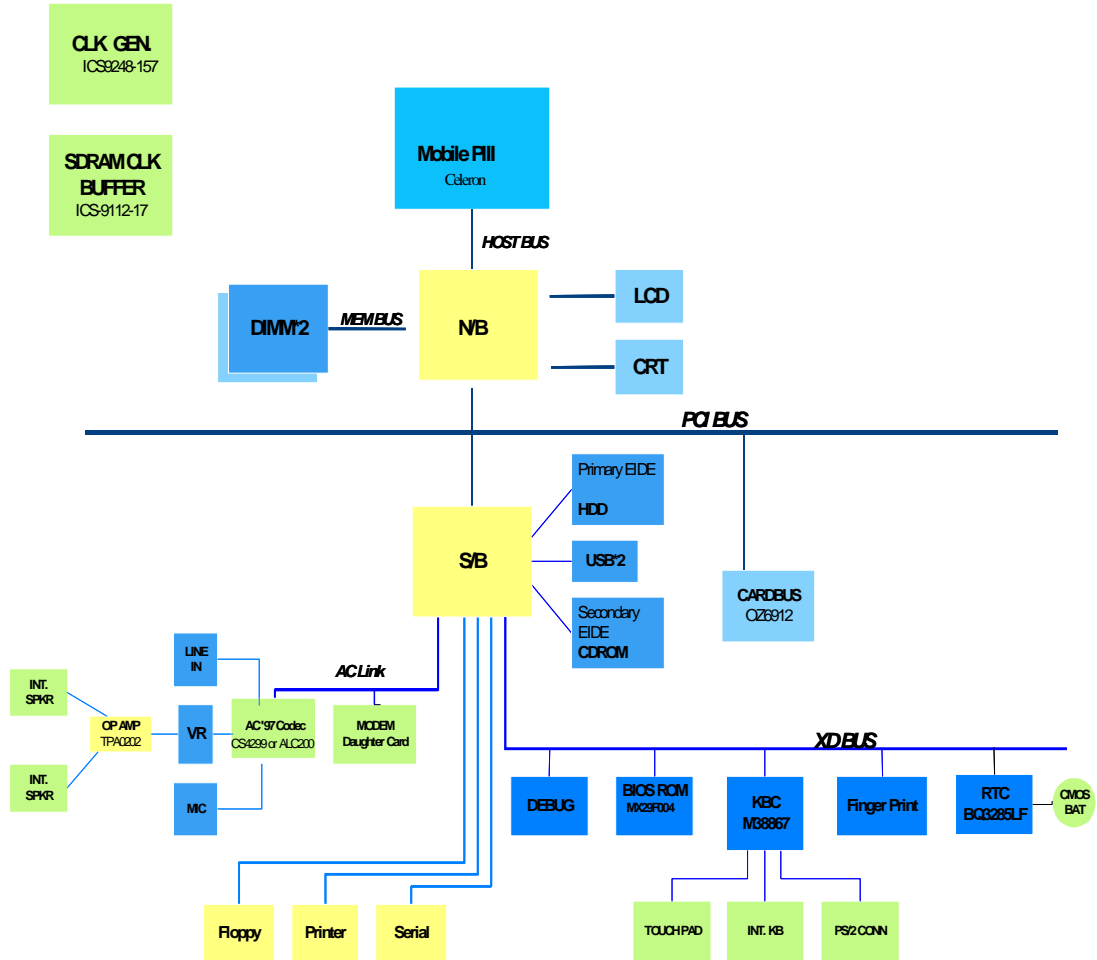 CLK GEN.
ICS9248-157
SDRAM CLK
BUFFER
ICS-9112-17
Mobile PIII
Celeron
HOST BUS
DIMM*2
MEM BUS
N/B
LCD
CRT
PCI BUS
Primary EIDE
HDD
S/B
USB*2
Secondary
EIDE
CDROM
CARDBUS
OZ6912
AC Link
LINE
IN
INT.
SPKR
OP AMP
TPA0202
VR
AC'97 Codec
CS4299 or ALC200
MODEM
Daughter Card
INT.
SPKR
MIC
XD BUS
DEBUG
BIOS ROM
MX29F004
KBC
M38867
Finger Print
RTC
BQ3285LF
CMOS
BAT
Floppy
Printer
Serial
TOUCH PAD
INT. KB
PS/2 CONN